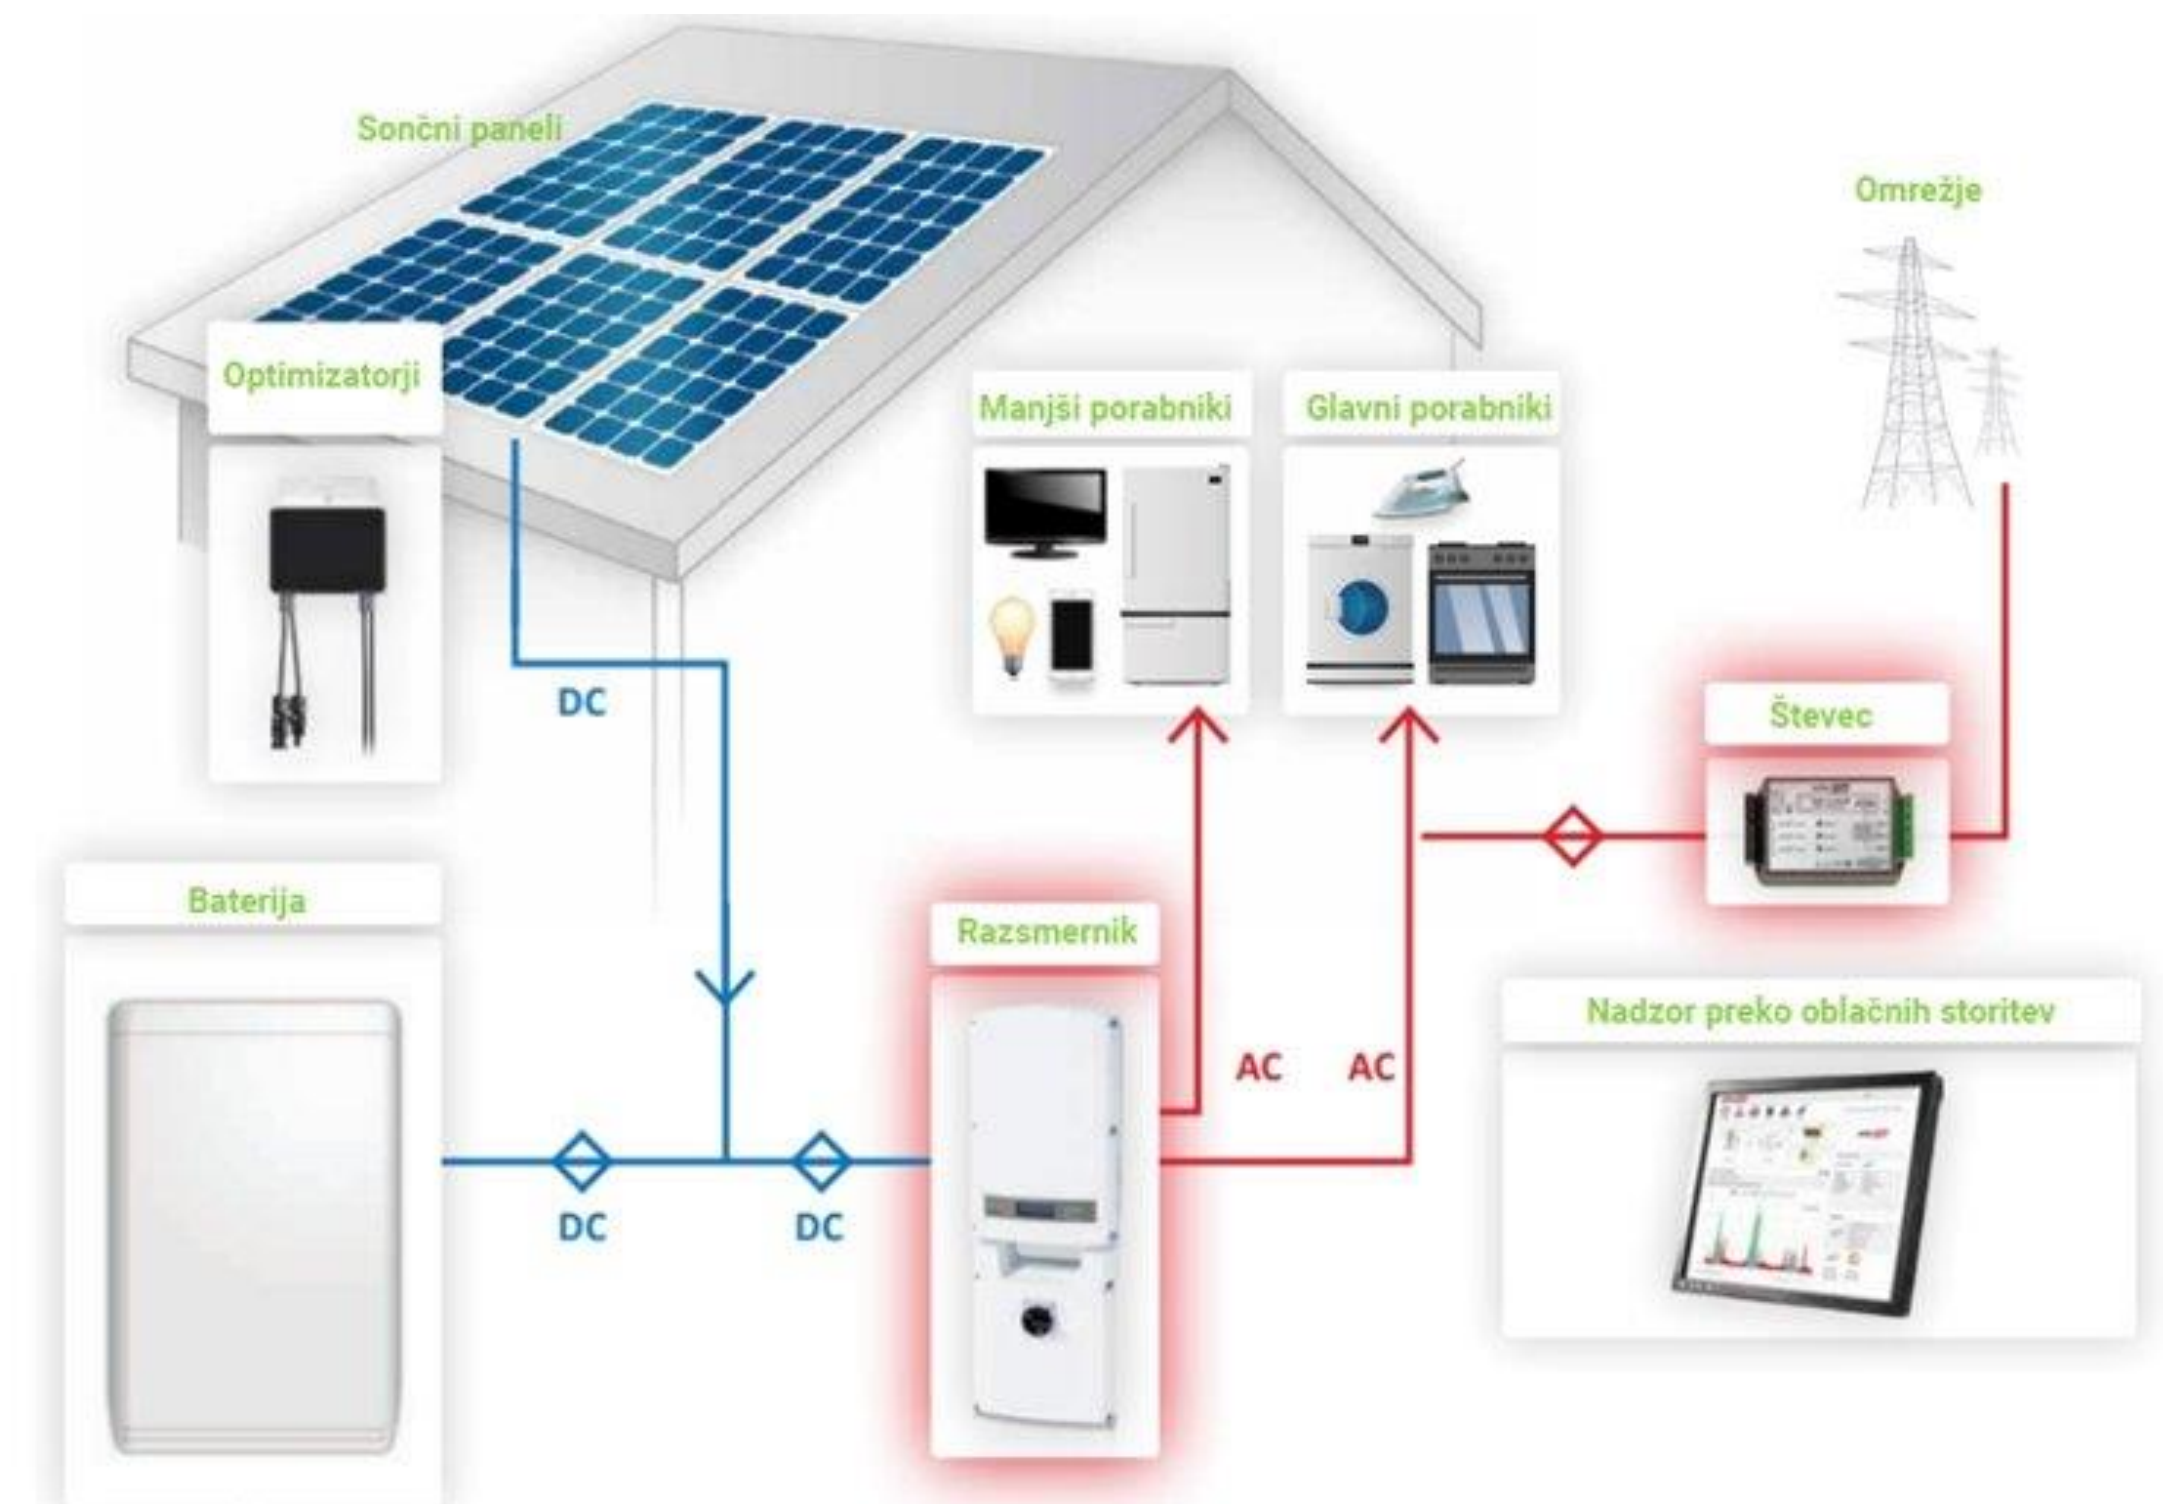 Sončni paneli
Omrežje
Optimizatorji
Manjši porabniki
Glavni porabniki
DC
Števec
Baterija
Razsmernik
Nadzor preko oblačnih storitev
AC
AC
DC
DC